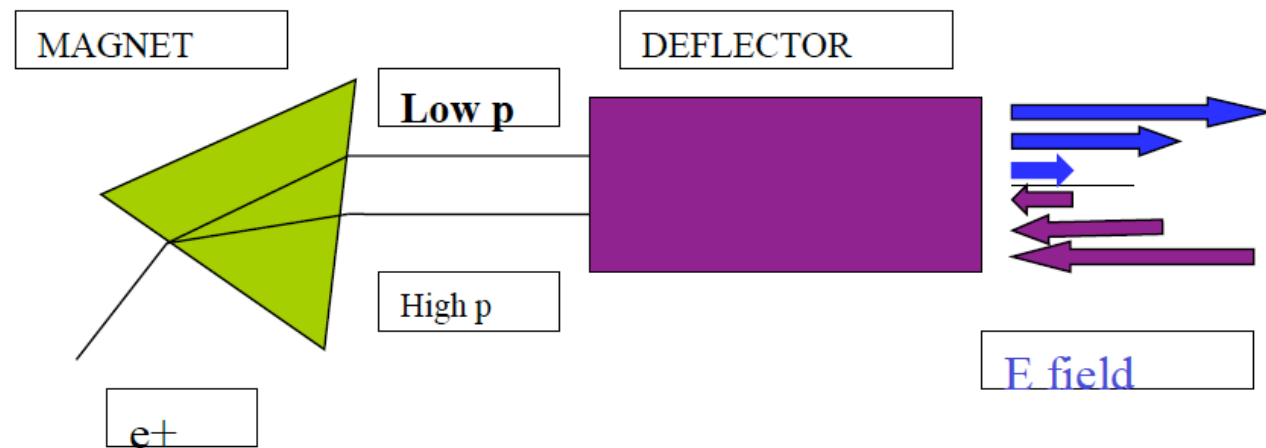 MAGNET
DEFLECTOR
Low p
High p
E field
e+